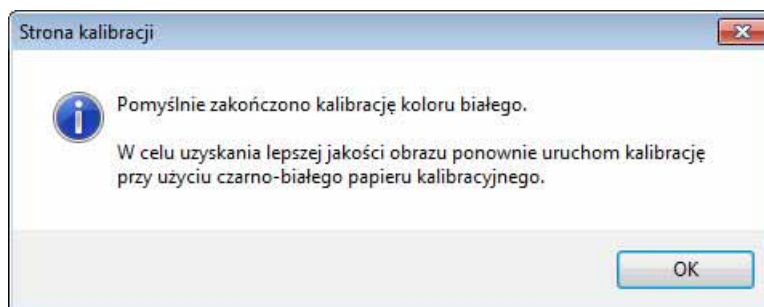 Strona kalibracji
Pomyślnie zakończono kalibrację koloru białego.
W celu uzyskania lepszej jakości obrazu ponownie uruchom kalibrację
przy użyciu czarno-białego papieru kalibracyjnego.
OK